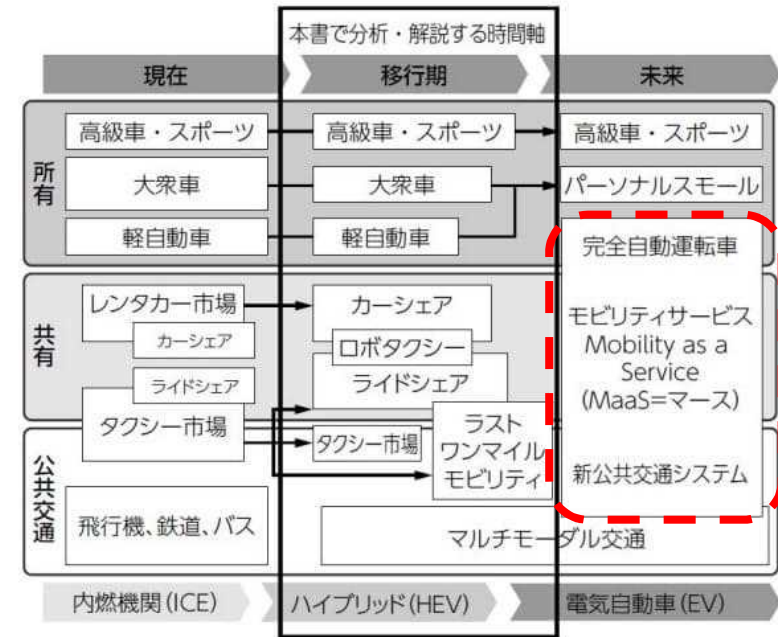 本書で分析・解説する時間軸
現在
移行期
未来
所有
高級車・スポーツ
高級車・スポーツ
高級車・スポーツ
大衆車
大衆車
パーソナルスモール
軽自動車
軽自動車
完全自動運転車
共有
レンタカー市場
カーシェア
カーシェア
ロボタクシー
ライドシェア
ライドシェア
モビリティサービス
Mobility as a
Service
(MaaS=マース)
タクシー市場
タクシー市場
ラスト
ワンマイル
モビリティ
新公共交通システム
公共交通
飛行機、鉄道、バス
マルチモーダル交通
内燃機関(ICE)
ハイブリッド(HEV)
電気自動車(EV)